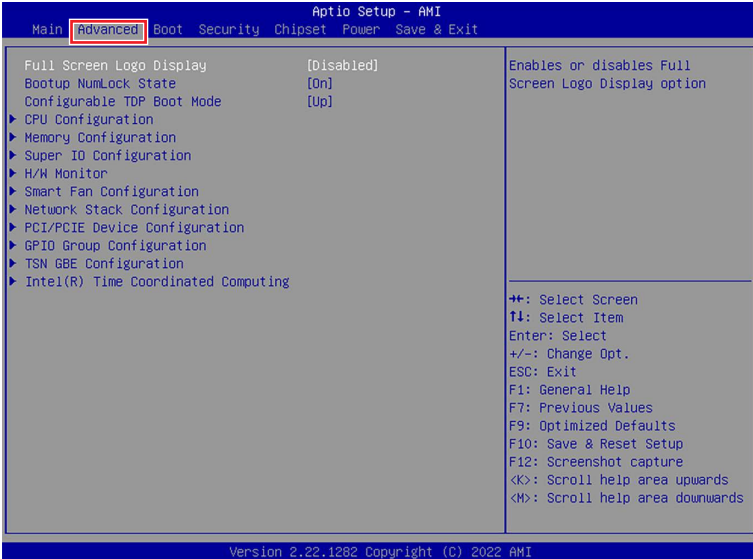 Aptio Setup – AMI
Main Advanced Boot Security Chipset Power Save & Exit
Full Screen Logo Display [Disabled]
Bootup NumLock State [On]
Configurable TDP Boot Mode [Up]
CPU Configuration
Memory Configuration
Super IO Configuration
H/W Monitor
Smart Fan Configuration
Network Stack Configuration
PCI/PCIE Device Configuration
GPIO Group Configuration
TSN GBE Configuration
Intel(R) Time Coordinated Computing
Enables or disables Full
Screen Logo Display option
→←: Select Screen
↑↓: Select Item
Enter: Select
+/-: Change Opt.
ESC: Exit
F1: General Help
F7: Previous Values
F9: Optimized Defaults
F10: Save & Reset Setup
F12: Screenshot capture
<K>: Scroll help area upwards
<M>: Scroll help area downwards
Version 2.22.1282 Copyright (C) 2022 AMI